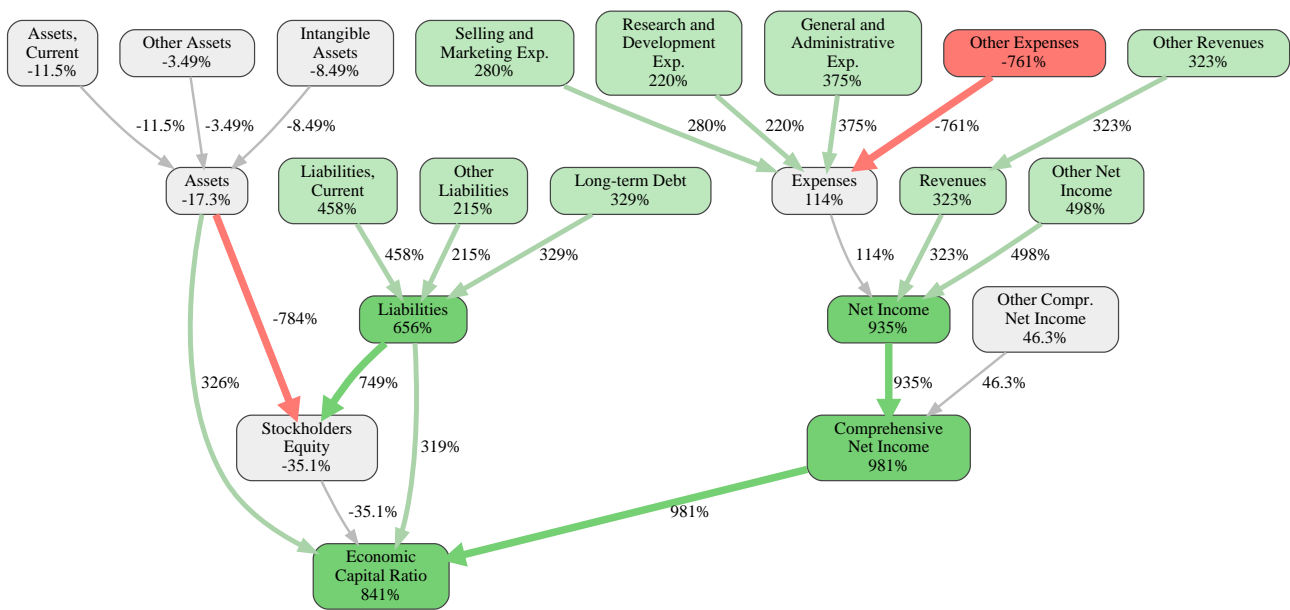 Assets,
Current
-11.5%
Other Assets
-3.49%
Intangible
Assets
-8.49%
Selling and
Marketing Exp.
280%
Research and
Development
Exp.
220%
General and
Administrative
Exp.
375%
Other Expenses
-761%
Other Revenues
323%
-11.5%
-3.49%
-8.49%
280%
220%
375%
-761%
323%
Assets
-17.3%
Liabilities,
Current
458%
Other
Liabilities
215%
Long-term Debt
329%
Expenses
114%
Revenues
323%
Other Net
Income
498%
458%
215%
329%
114%
323%
498%
-784%
Liabilities
656%
Net Income
935%
Other Compr.
Net Income
46.3%
326%
749%
935%
46.3%
Stockholders
Equity
-35.1%
319%
Comprehensive
Net Income
981%
-35.1%
981%
Economic
Capital Ratio
841%